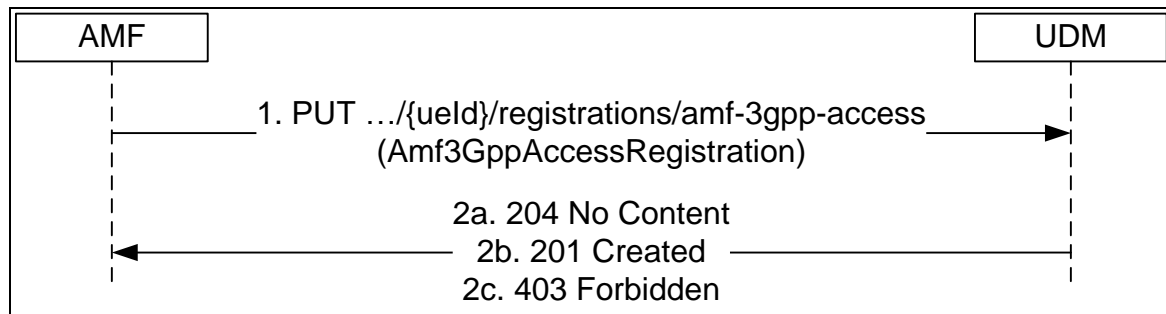 AMF
UDM
1. PUT …/{ueId}/registrations/amf-3gpp-access
(Amf3GppAccessRegistration)
2a. 204 No Content
2b. 201 Created
2c. 403 Forbidden